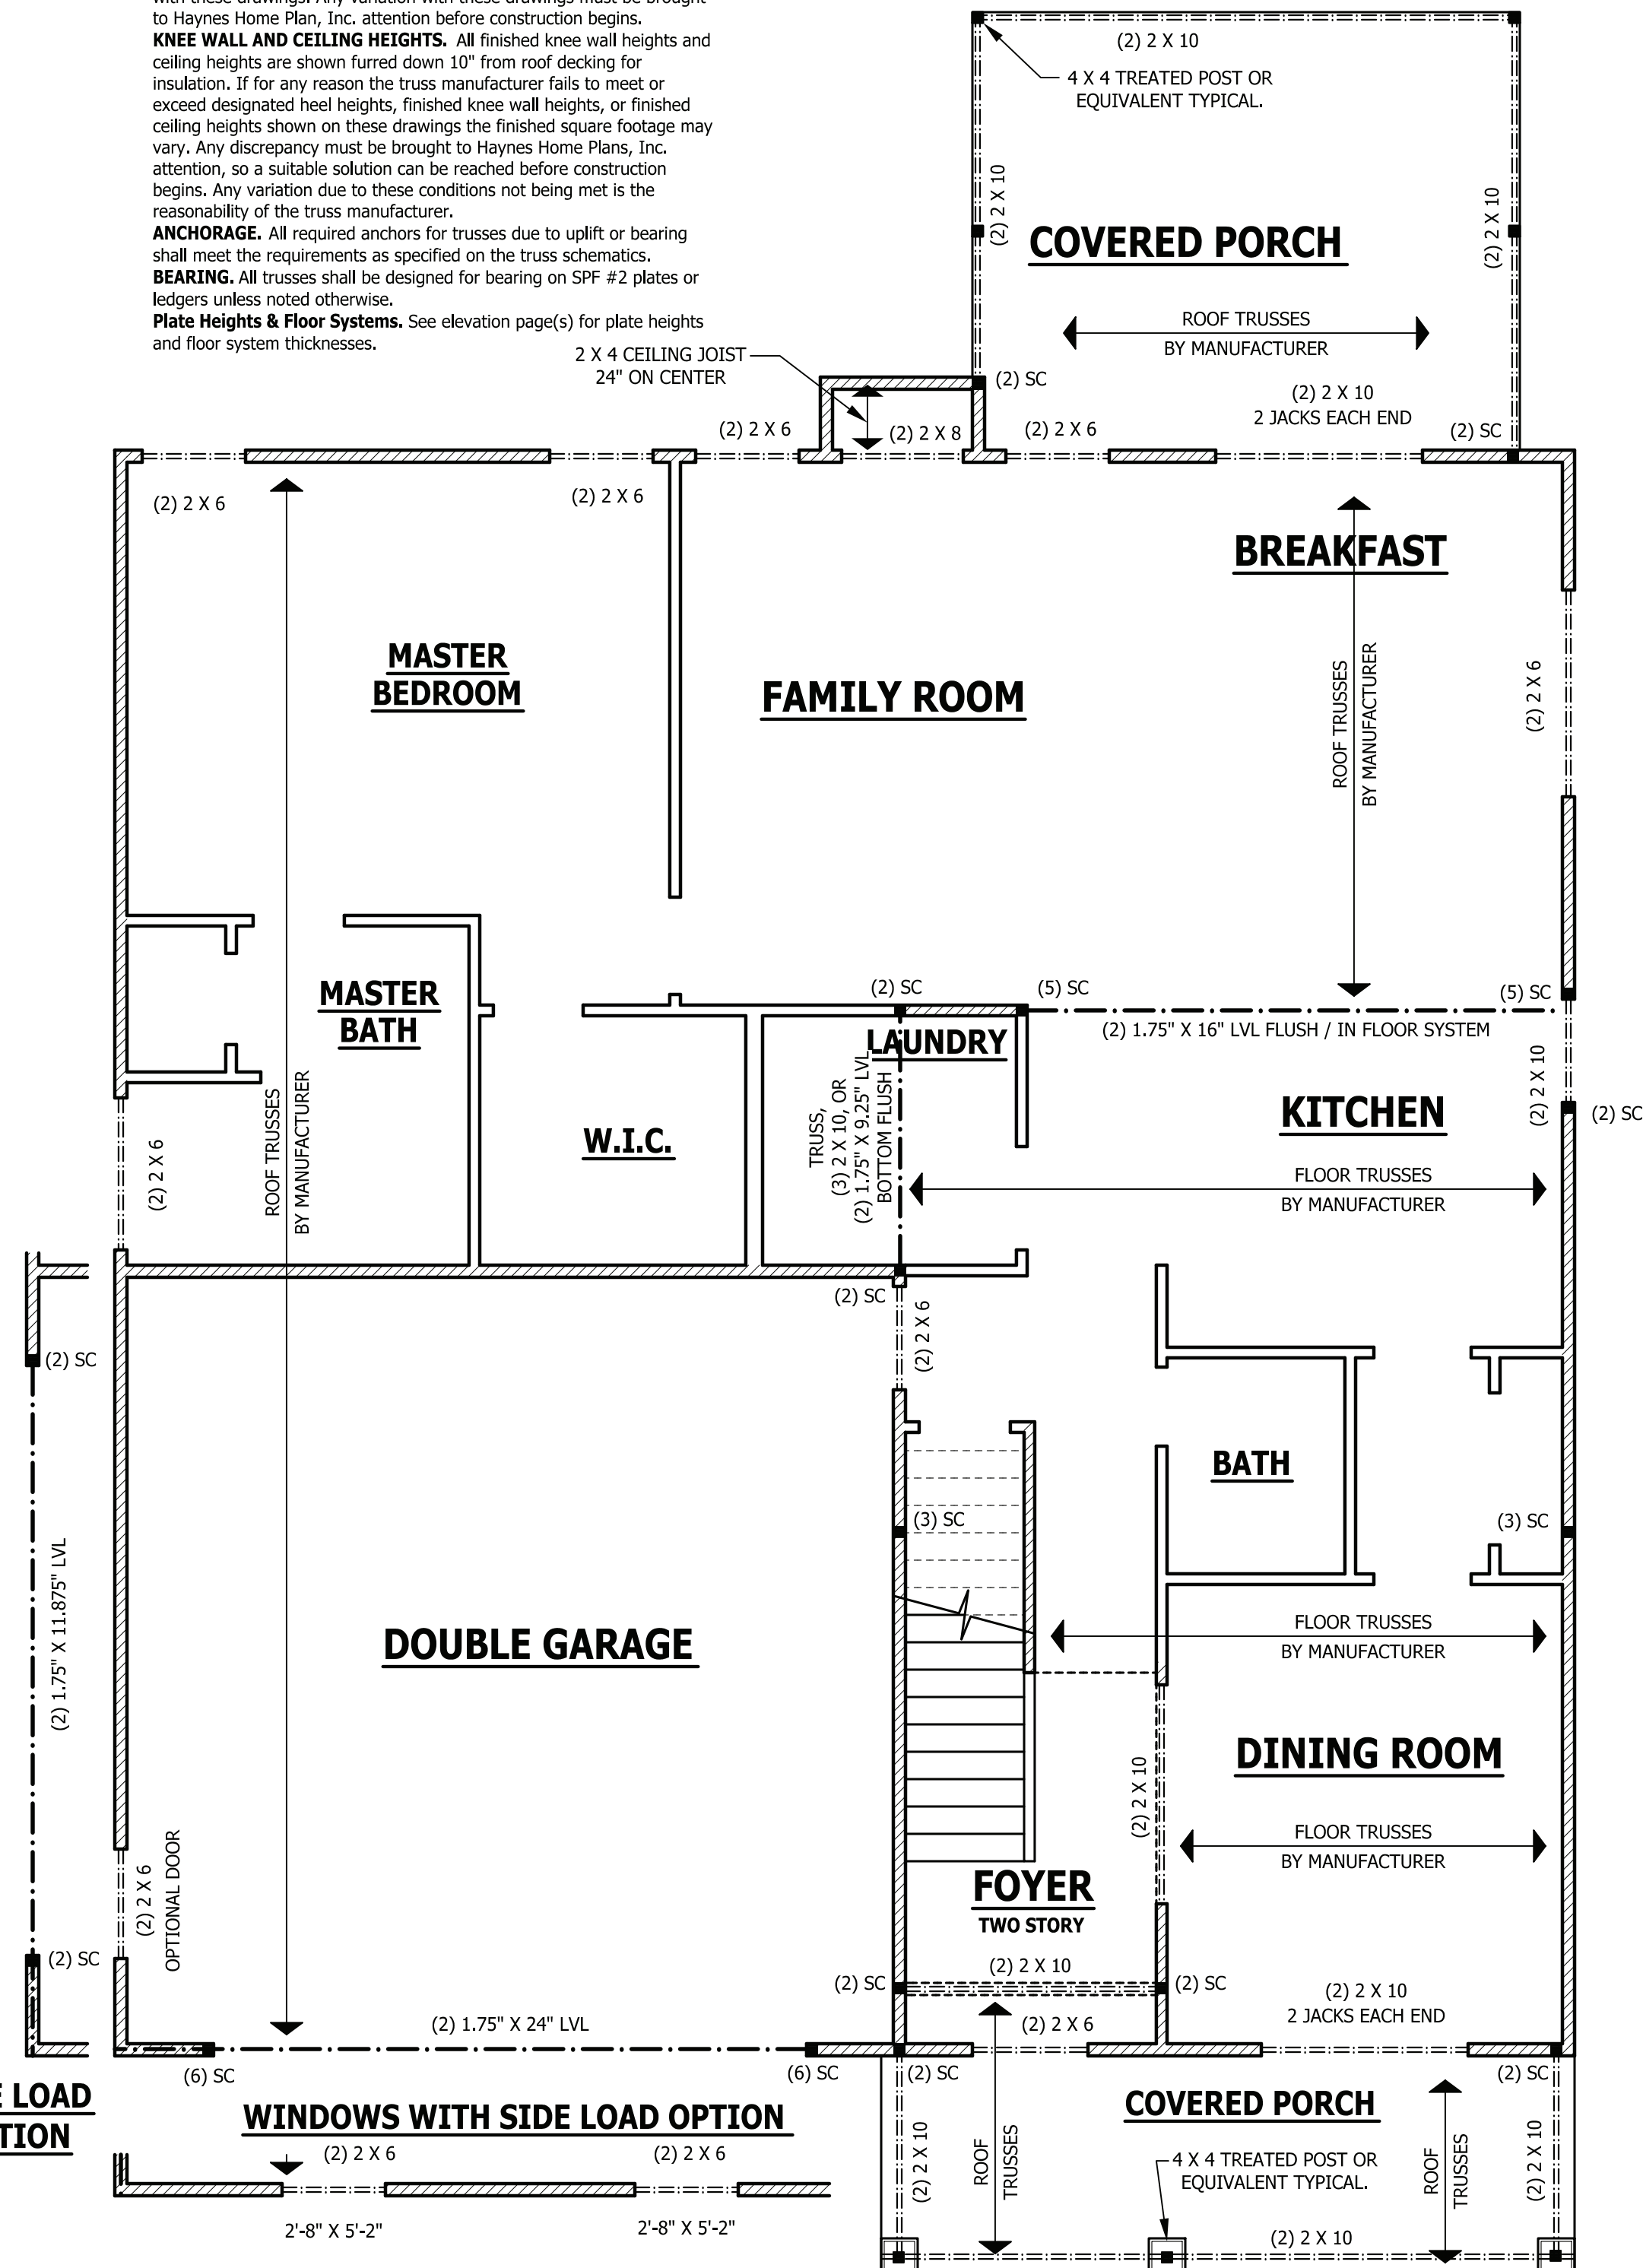 with these drawings. Any variation with these drawings must be brought
to Haynes Home Plan, Inc. attention before construction begins.
KNEE WALL AND CEILING HEIGHTS. All finished knee wall heights and
ceiling heights are shown furred down 10" from roof decking for
insulation. If for any reason the truss manufacturer fails to meet or
exceed designated heel heights, finished knee wall heights, or finished
ceiling heights shown on these drawings the finished square footage may
vary. Any discrepancy must be brought to Haynes Home Plans, Inc.
attention, so a suitable solution can be reached before construction
begins. Any variation due to these conditions not being met is the
reasonability of the truss manufacturer.
ANCHORAGE. All required anchors for trusses due to uplift or bearing
shall meet the requirements as specified on the truss schematics.
BEARING. All trusses shall be designed for bearing on SPF #2 plates or
ledgers unless noted otherwise.
Plate Heights & Floor Systems. See elevation page(s) for plate heights
and floor system thicknesses.
(2) 2 X 10
4 X 4 TREATED POST OR
EQUIVALENT TYPICAL.
(2) 2 X 10
(2) 2 X 10
COVERED PORCH
ROOF TRUSSES
BY MANUFACTURER
2 X 4 CEILING JOIST
24" ON CENTER
(2) SC
(2) 2 X 10
2 JACKS EACH END
(2) 2 X 6
(2) 2 X 8
(2) 2 X 6
(2) SC
(2) 2 X 6
(2) 2 X 6
BREAKFAST
MASTER
BEDROOM
FAMILY ROOM
ROOF TRUSSES
BY MANUFACTURER
(2) 2 X 6
MASTER
BATH
(2) SC
(5) SC
(5) SC
(2) 1.75" X 16" LVL FLUSH / IN FLOOR SYSTEM
LAUNDRY
TRUSS,
(3) 2 X 10, OR
(2) 1.75" X 9.25" LVL
BOTTOM FLUSH
(2) 2 X 10
(2) SC
KITCHEN
W.I.C.
(2) 2 X 6
ROOF TRUSSES
BY MANUFACTURER
FLOOR TRUSSES
BY MANUFACTURER
(2) SC
(2) 2 X 6
(2) SC
BATH
(3) SC
(3) SC
(2) 1.75" X 11.875" LVL
DOUBLE GARAGE
FLOOR TRUSSES
BY MANUFACTURER
DINING ROOM
(2) 2 X 10
FLOOR TRUSSES
BY MANUFACTURER
(2) 2 X 6
OPTIONAL DOOR
FOYER
TWO STORY
(2) SC
(2) 2 X 10
(2) SC
(2) SC
(2) 2 X 10
2 JACKS EACH END
(2) 1.75" X 24" LVL
(2) 2 X 6
(6) SC
(6) SC
(2) SC
(2) SC
E LOAD
TION
WINDOWS WITH SIDE LOAD OPTION
COVERED PORCH
(2) 2 X 6
(2) 2 X 6
(2) 2 X 10
ROOF
TRUSSES
4 X 4 TREATED POST OR
EQUIVALENT TYPICAL.
ROOF
TRUSSES
(2) 2 X 10
2'-8" X 5'-2"
2'-8" X 5'-2"
(2) 2 X 10